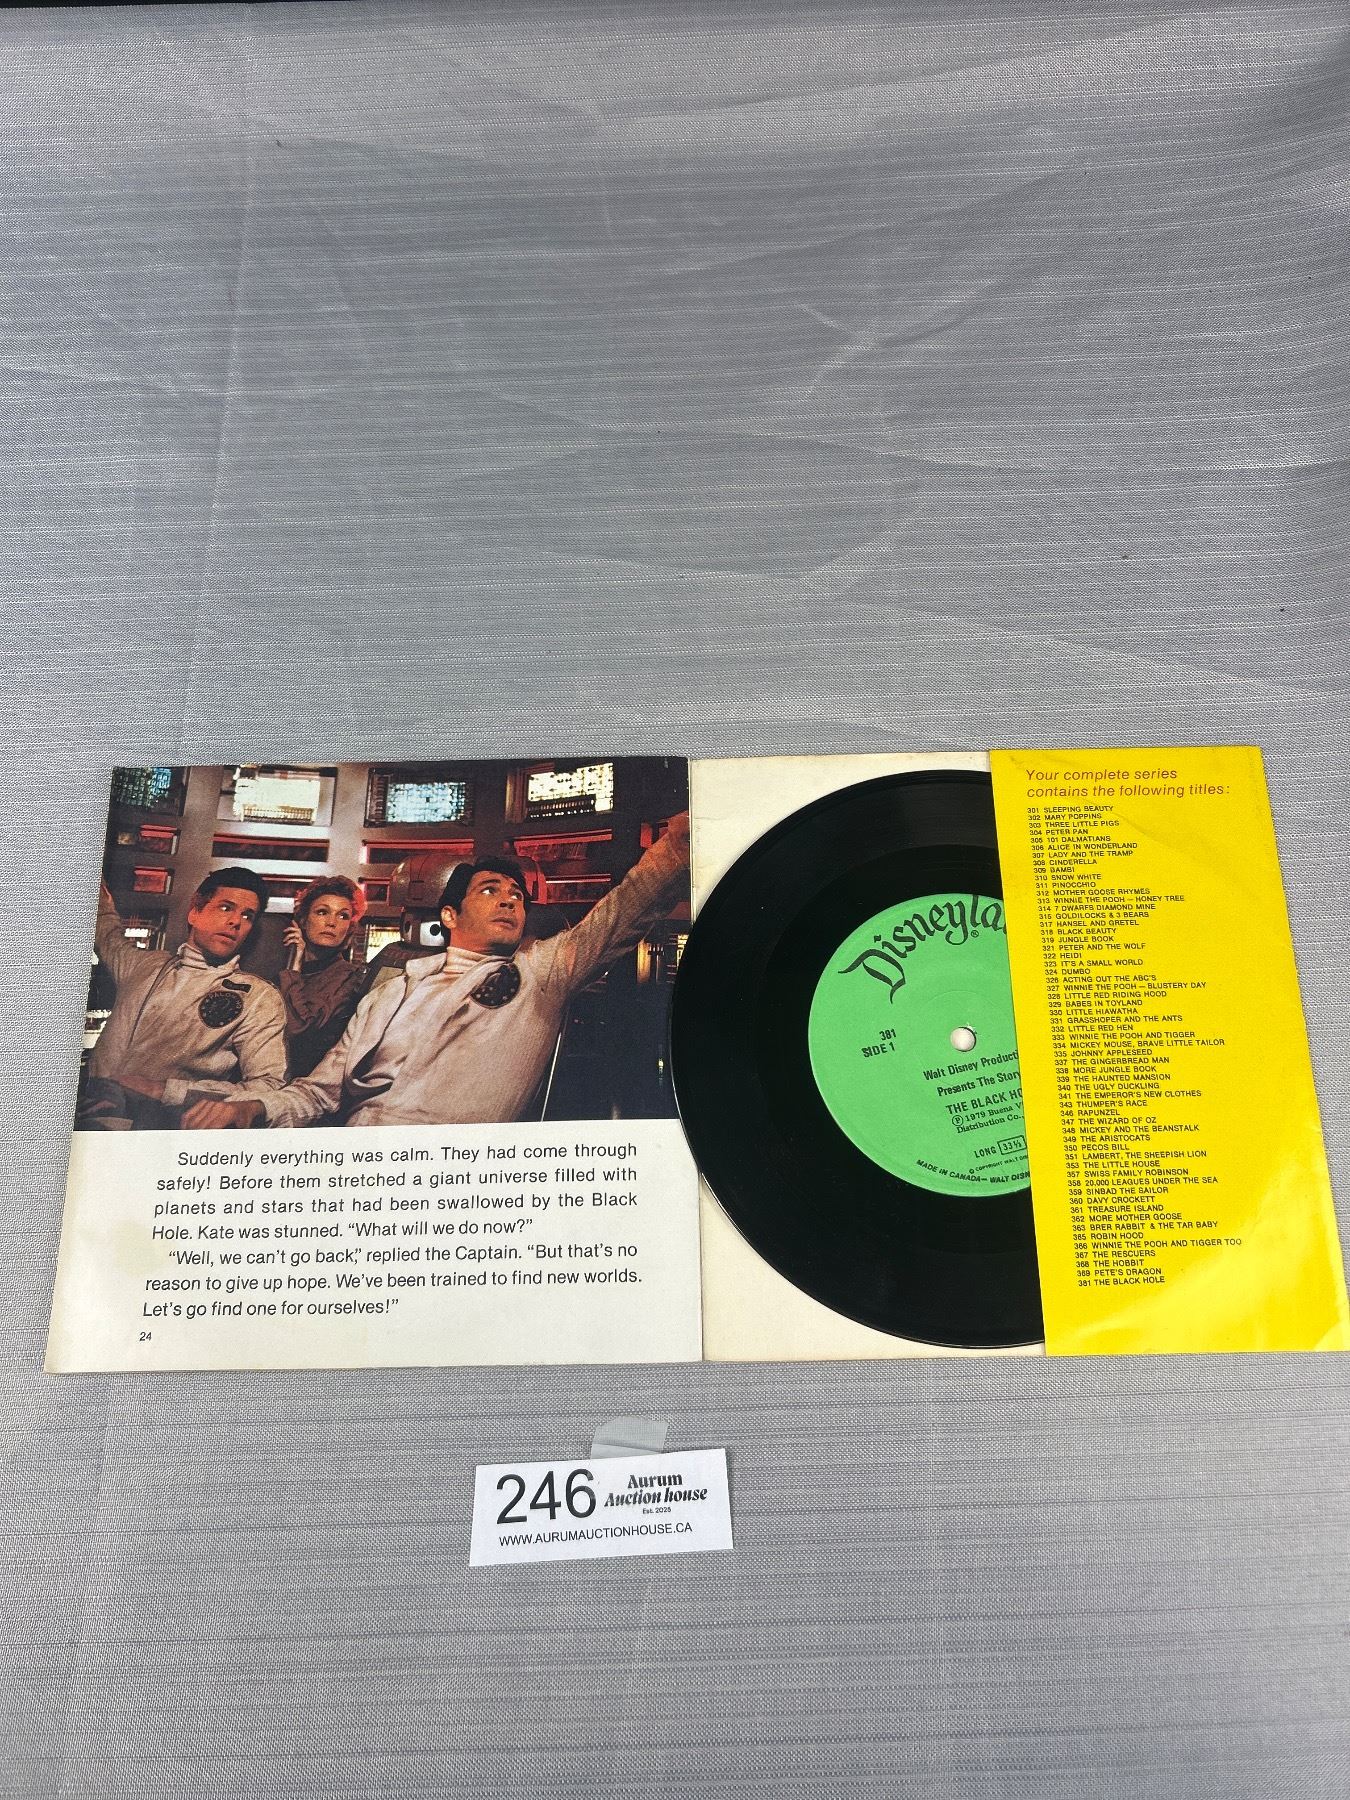 Suddenly everything was calm. They had come through
safely! Before them stretched a giant universe filled with
planets and stars that had been swallowed by the Black
Hole. Kate was stunned. “What will we do now?”
“Well, we can’t go back,” replied the Captain. “But that’s no
reason to give up hope. We’ve been trained to find new worlds.
Let’s go find one for ourselves!”
24
Disneyla
381
SIDE 1
Walt Disney Producti
Presents The Story
THE BLACK HO
Ⓟ 1979 Buena V
Distribution Co.,
LONG 33⅓
© COPYRIGHT WALT DIS
MADE IN CANADA — WALT DISN
Your complete series
contains the following titles:
301 SLEEPING BEAUTY
302 MARY POPPINS
303 THREE LITTLE PIGS
304 PETER PAN
305 101 DALMATIANS
306 ALICE IN WONDERLAND
307 LADY AND THE TRAMP
308 CINDERELLA
309 BAMBI
310 SNOW WHITE
311 PINOCCHIO
312 MOTHER GOOSE RHYMES
313 WINNIE THE POOH — HONEY TREE
314 7 DWARFS DIAMOND MINE
315 GOLDILOCKS & 3 BEARS
317 HANSEL AND GRETEL
318 BLACK BEAUTY
319 JUNGLE BOOK
321 PETER AND THE WOLF
322 HEIDI
323 IT'S A SMALL WORLD
324 DUMBO
326 ACTING OUT THE ABC'S
327 WINNIE THE POOH — BLUSTERY DAY
328 LITTLE RED RIDING HOOD
329 BABES IN TOYLAND
330 LITTLE HIAWATHA
331 GRASSHOPER AND THE ANTS
332 LITTLE RED HEN
333 WINNIE THE POOH AND TIGGER
334 MICKEY MOUSE, BRAVE LITTLE TAILOR
335 JOHNNY APPLESEED
337 THE GINGERBREAD MAN
338 MORE JUNGLE BOOK
339 THE HAUNTED MANSION
340 THE UGLY DUCKLING
341 THE EMPEROR'S NEW CLOTHES
343 THUMPER'S RACE
346 RAPUNZEL
347 THE WIZARD OF OZ
348 MICKEY AND THE BEANSTALK
349 THE ARISTOCATS
350 PECOS BILL
351 LAMBERT, THE SHEEPISH LION
353 THE LITTLE HOUSE
357 SWISS FAMILY ROBINSON
358 20,000 LEAGUES UNDER THE SEA
359 SINBAD THE SAILOR
360 DAVY CROCKETT
361 TREASURE ISLAND
362 MORE MOTHER GOOSE
363 BRER RABBIT & THE TAR BABY
365 ROBIN HOOD
366 WINNIE THE POOH AND TIGGER TOO
367 THE RESCUERS
368 THE HOBBIT
369 PETE'S DRAGON
381 THE BLACK HOLE
246
Aurum
Auction house
Est. 2025
WWW.AURUMAUCTIONHOUSE.CA